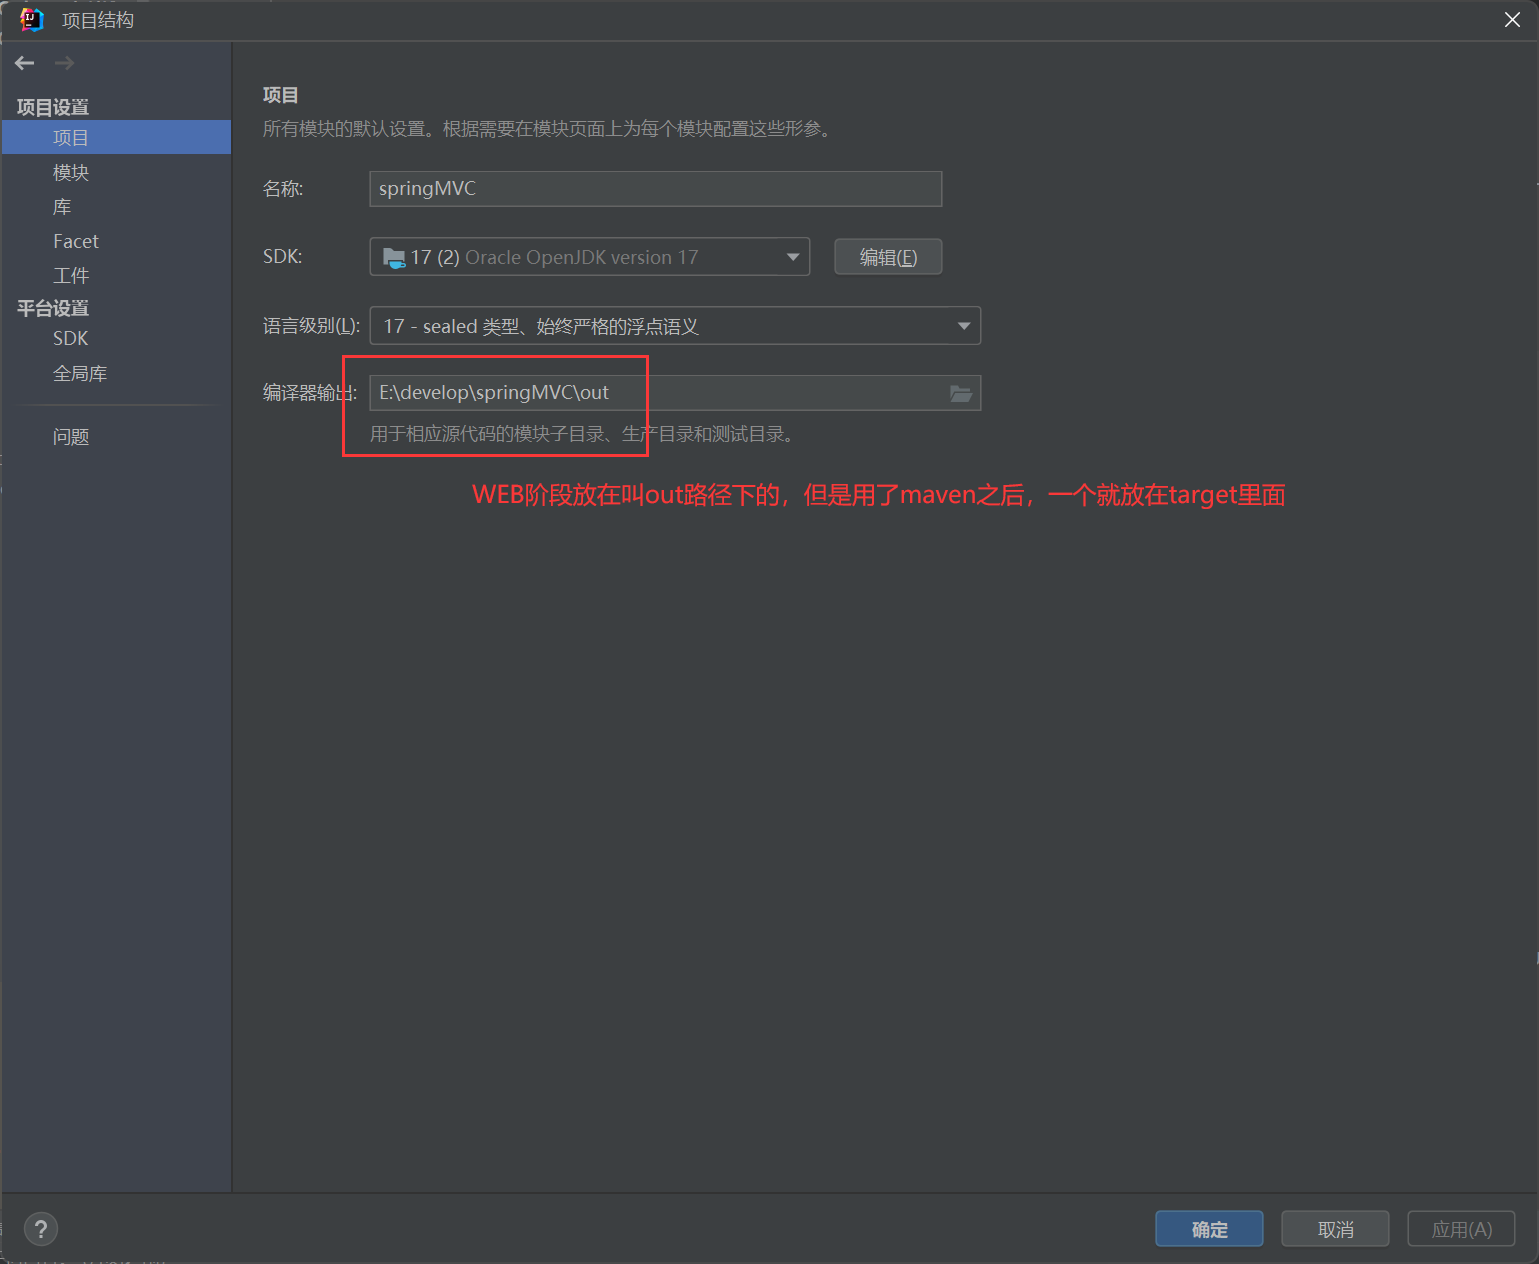 项目结构
项目设置
项目
模块
库
Facet
工件
平台设置
SDK
全局库
问题
项目
所有模块的默认设置。根据需要在模块页面上为每个模块配置这些形参。
名称: springMVC
SDK: 17 (2) Oracle OpenJDK version 17 编辑(E)
语言级别(L): 17 - sealed 类型、始终严格的浮点语义
编译器输出: E:\develop\springMVC\out
用于相应源代码的模块子目录、生产目录和测试目录。
WEB阶段放在叫out路径下的，但是用了maven之后，一个就放在target里面
? 确定 取消 应用(A)